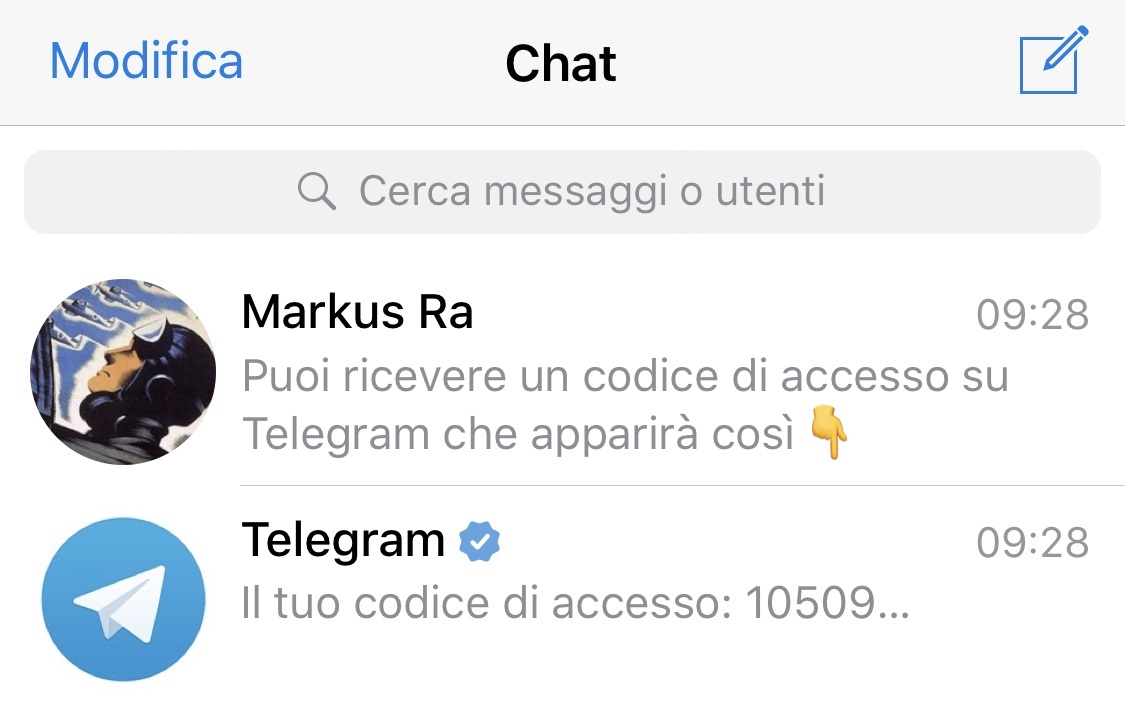 Modifica
Chat
Cerca messaggi o utenti
Markus Ra
09:28
Puoi ricevere un codice di accesso su
Telegram che apparirà così 👇
Telegram
09:28
Il tuo codice di accesso: 10509...